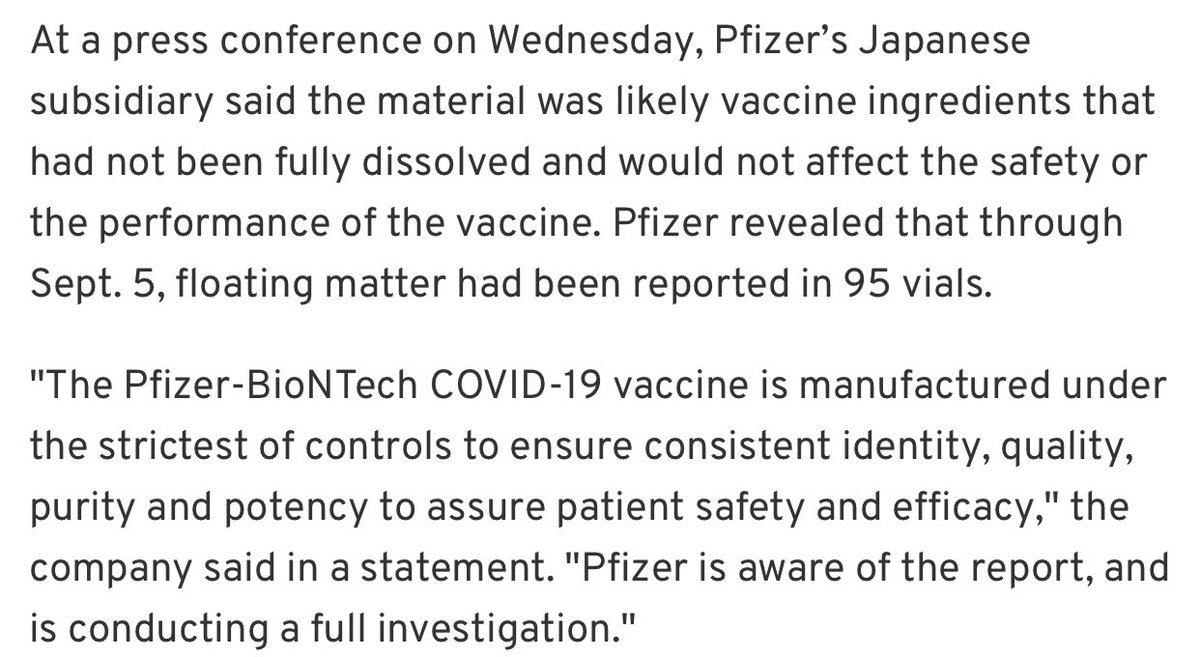 At a press conference on Wednesday, Pfizer’s Japanese
subsidiary said the material was likely vaccine ingredients that
had not been fully dissolved and would not affect the safety or
the performance of the vaccine. Pfizer revealed that through
Sept. 5, floating matter had been reported in 95 vials.
"The Pfizer-BioNTech COVID-19 vaccine is manufactured under
the strictest of controls to ensure consistent identity, quality,
purity and potency to assure patient safety and efficacy," the
company said in a statement. "Pfizer is aware of the report, and
is conducting a full investigation."